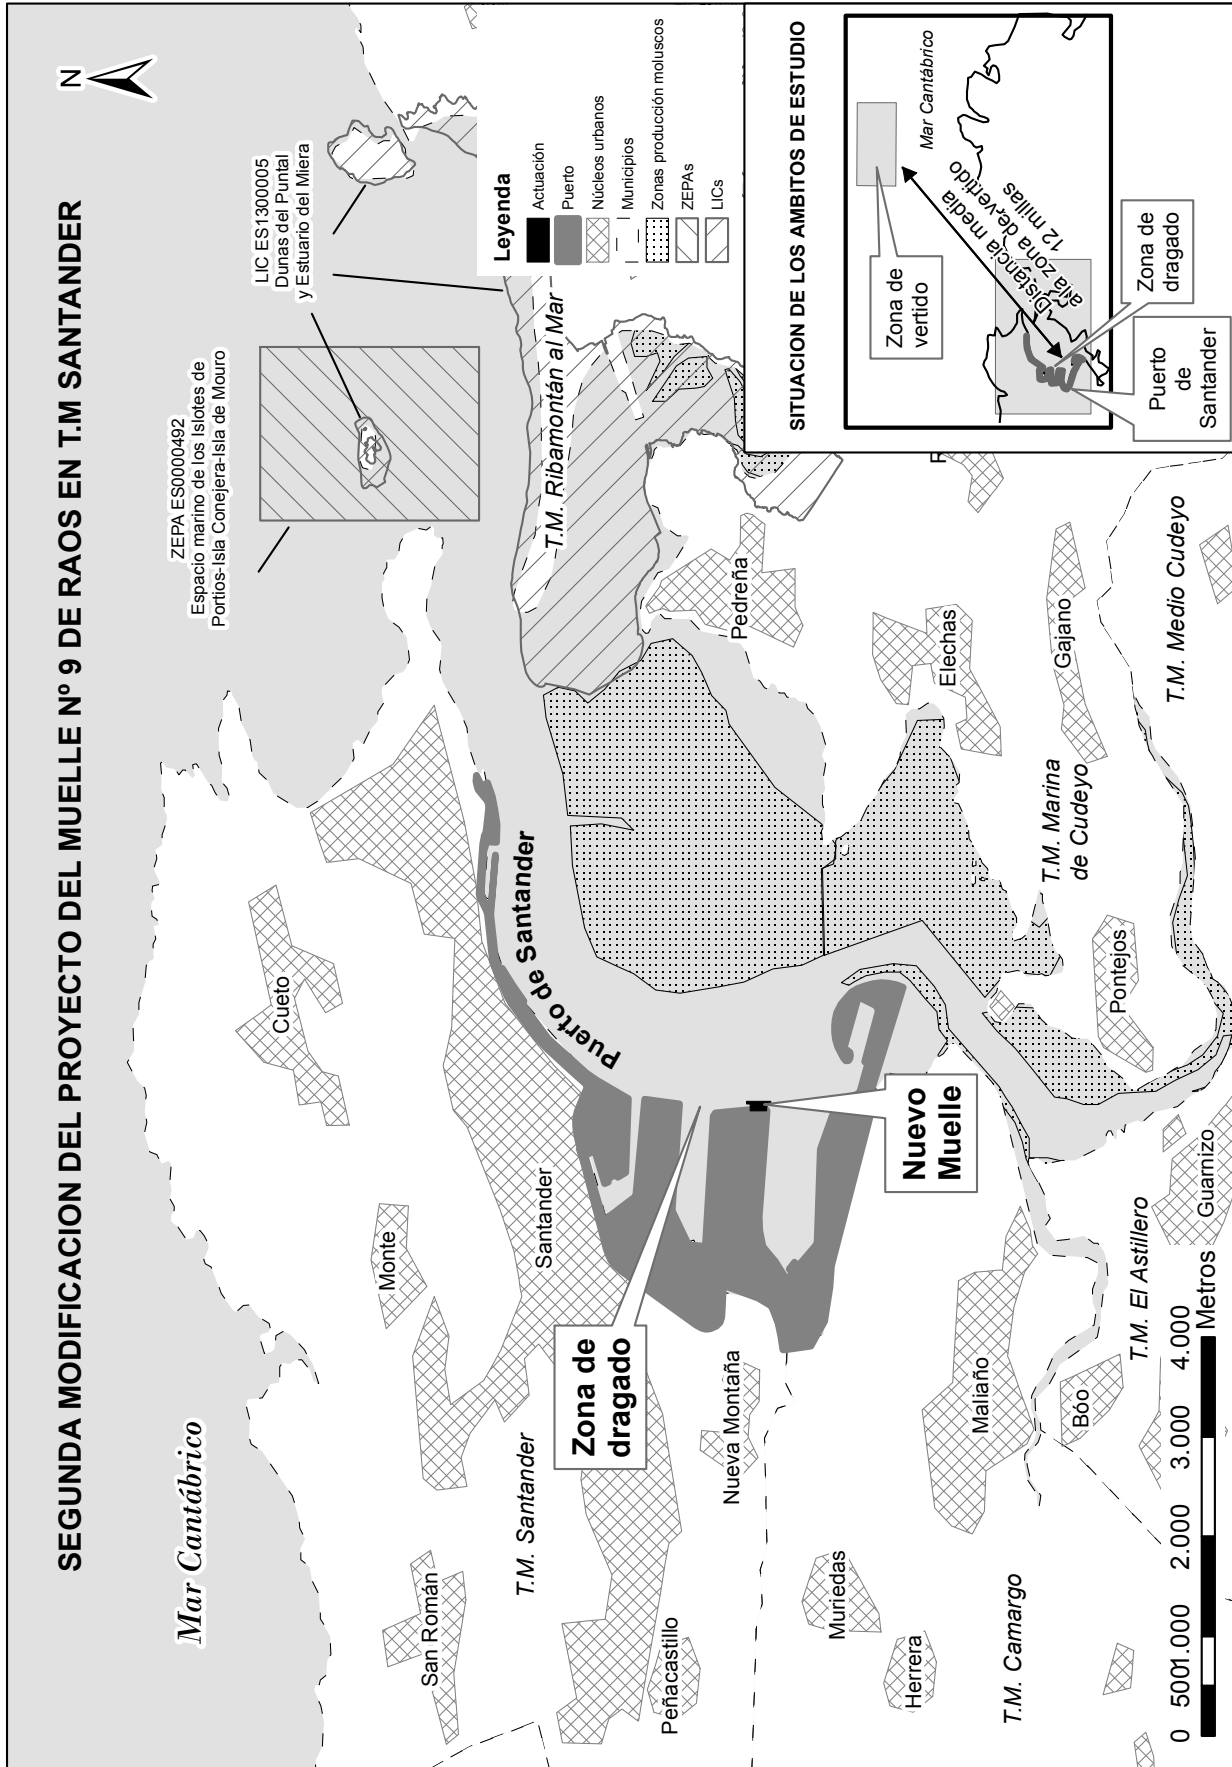 SEGUNDA MODIFICACION DEL PROYECTO DEL MUELLE Nº 9 DE RAOS EN T.M SANTANDER
N
Mar Cantábrico
ZEPA ES0000492
Espacio marino de los Islotes de
Portios-Isla Conejera-Isla de Mouro
LIC ES1300005
Dunas del Puntal
y Estuario del Miera
Cueto
Monte
San Román
Santander
T.M. Santander
Puerto de Santander
T.M. Ribamontán al Mar
Zona de
dragado
Nueva Montaña
Peñacastillo
Nuevo
Muelle
Pedreña
Elechas
Gajano
T.M. Marina
de Cudeyo
T.M. Medio Cudeyo
Pontejos
Muriedas
Herrera
Maliaño
Bóo
Guarnizo
T.M. El Astillero
T.M. Camargo
0 500 1.000 2.000 3.000 4.000
Metros
Leyenda
Actuación
Puerto
Núcleos urbanos
Municipios
Zonas producción moluscos
ZEPAs
LICs
SITUACION DE LOS AMBITOS DE ESTUDIO
Mar Cantábrico
Zona de
vertido
Distancia media
a la zona de vertido
12 millas
Puerto
de
Santander
Zona de
dragado